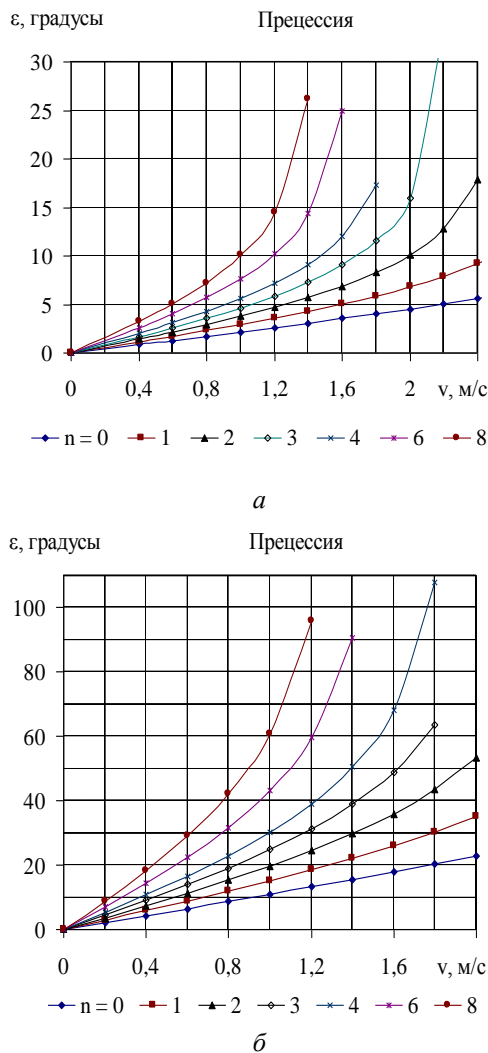 ε, градусы Прецессия
30
25
20
15
10
5
0
0 0,4 0,8 1,2 1,6 2 v, м/с
n = 0 1 2 3 4 6 8
а
ε, градусы Прецессия
100
80
60
40
20
0
0 0,4 0,8 1,2 1,6 v, м/с
n = 0 1 2 3 4 6 8
б